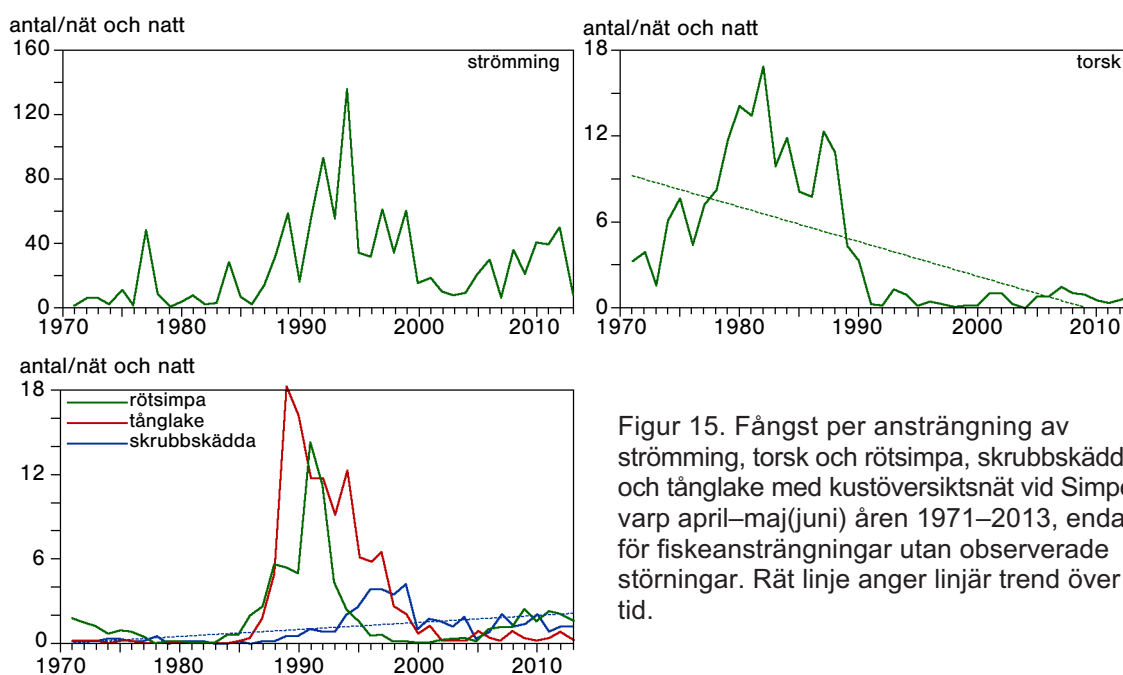 antal/nät och natt
160
120
80
40
0
1970
1980
1990
2000
2010
strömming
antal/nät och natt
18
12
6
0
1970
1980
1990
2000
2010
torsk
antal/nät och natt
18
12
6
0
1970
1980
1990
2000
2010
rötsimpa
tånglake
skrubbskädda
Figur 15. Fångst per ansträngning av
strömming, torsk och rötsimpa,
och tånglake med kustöversiktsnät vid
varp april–maj(juni) åren 1971–2013,
för fiskeansträngningar utan observerade
störningar. Rät linje anger linjär trend över
tid.